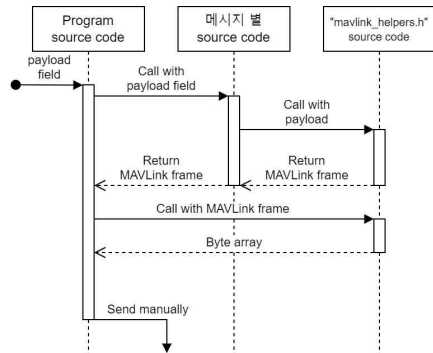 Program
source code
메시지 별
source code
"mavlink_helpers.h"
source code
payload
field
Call with
payload field
Call with
payload
Return
MAVLink frame
Return
MAVLink frame
Call with MAVLink frame
Byte array
Send manually